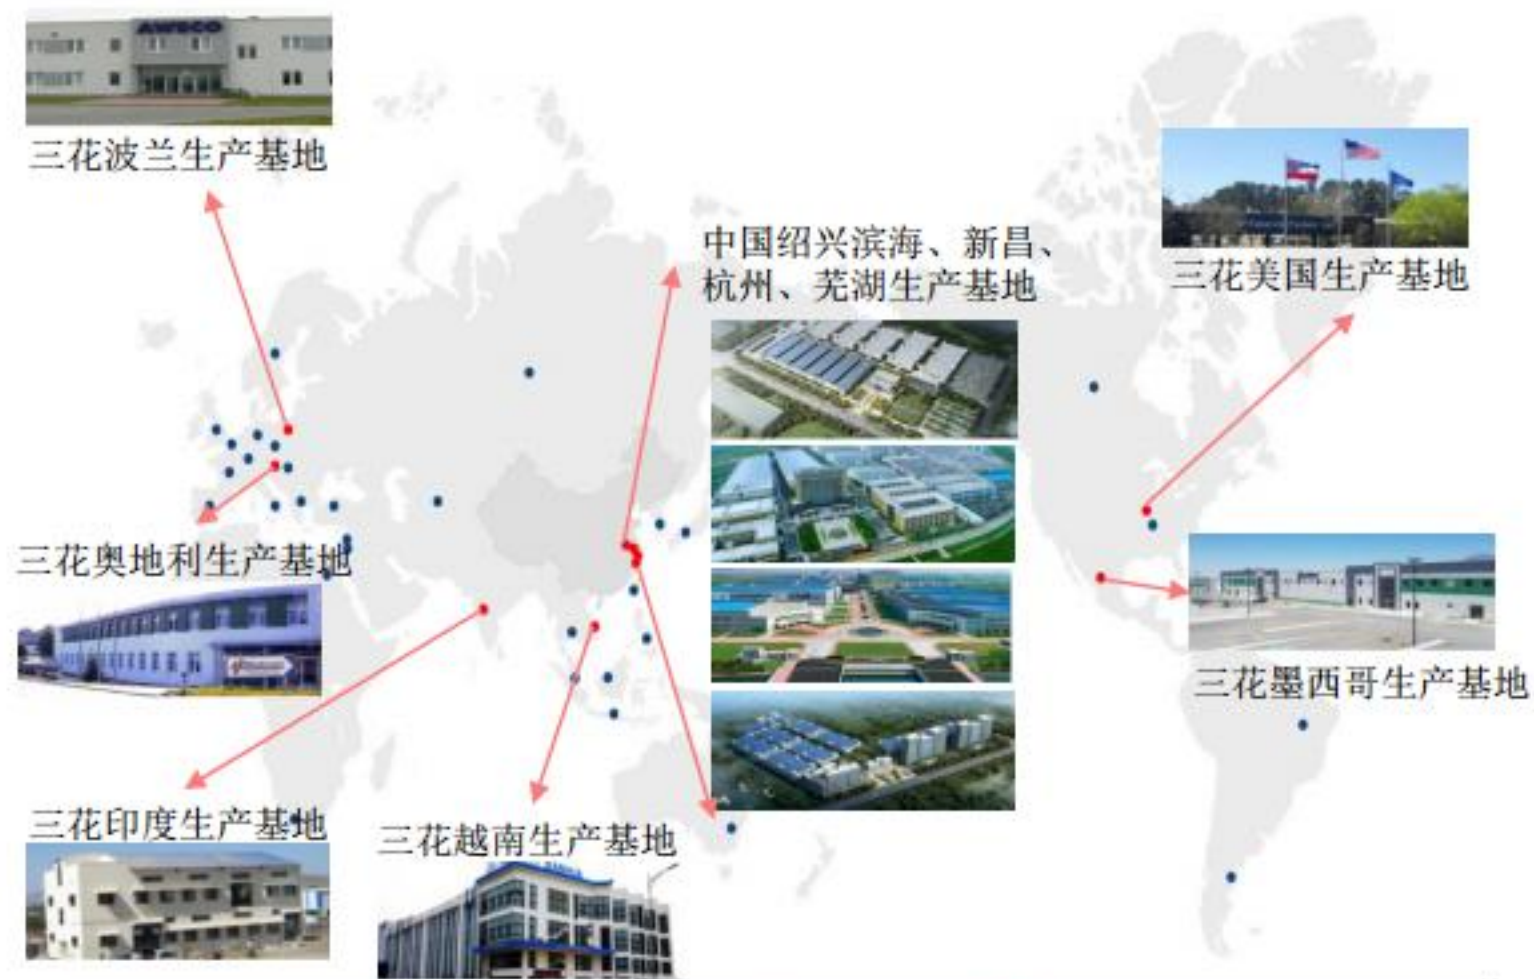 AWECO
三花波兰生产基地
中国绍兴滨海、新昌、
杭州、芜湖生产基地
三花美国生产基地
三花奥地利生产基地
三花墨西哥生产基地
三花印度生产基地
三花越南生产基地